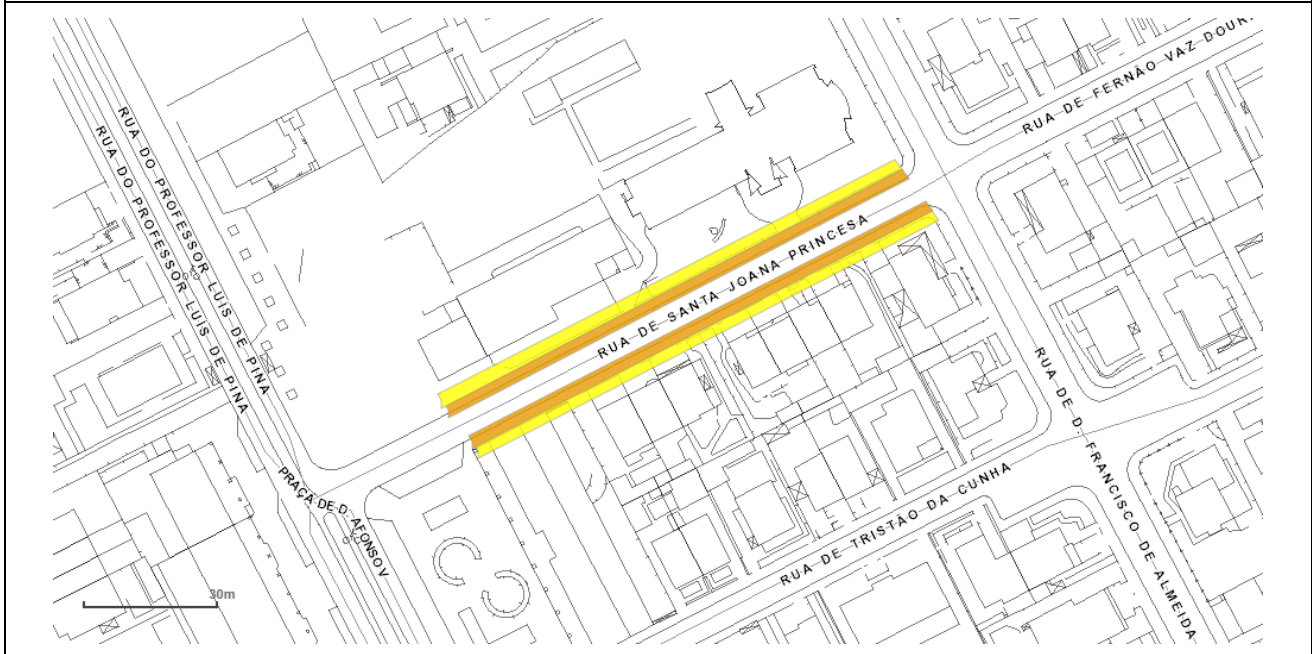 RUA DE FERNÃO VAZ DOUR
RUA DO PROFESSOR LUIS DE PINA
RUA DO PROFESSOR LUIS DE PINA
RUA DE SANTA JOANA PRINCESA
RUA DE D. FRANCISCO DE ALMEIDA
PRAÇA DE D. AFONSO V
RUA DE TRISTÃO DA CUNHA
30m